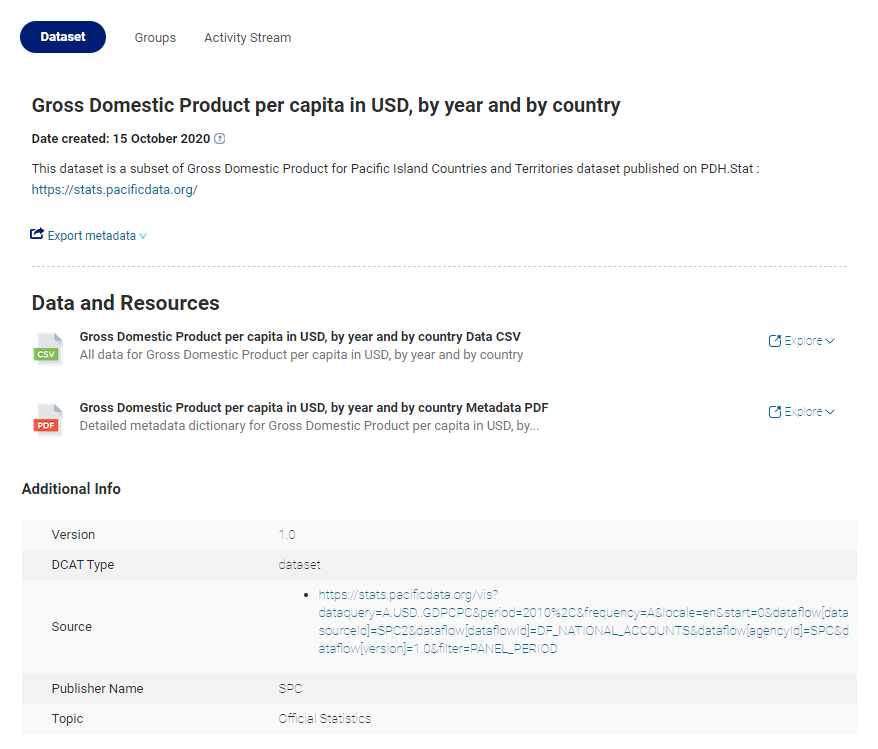 Dataset
Groups
Activity Stream
Gross Domestic Product per capita in USD, by year and by country
Date created: 15 October 2020
This dataset is a subset of Gross Domestic Product for Pacific Island Countries and Territories dataset published on PDH.Stat :
https://stats.pacificdata.org/
Export metadata
Data and Resources
CSV
Gross Domestic Product per capita in USD, by year and by country Data CSV
All data for Gross Domestic Product per capita in USD, by year and by country
Explore
PDF
Gross Domestic Product per capita in USD, by year and by country Metadata PDF
Detailed metadata dictionary for Gross Domestic Product per capita in USD, by...
Explore
Additional Info
Version 1.0
DCAT Type dataset
Source
• https://stats.pacificdata.org/vis?
dataquery=A.USD..GDPCPC&period=2010%2C&frequency=A&locale=en&start=0&dataflow[data
sourceId]=SPC2&dataflow[dataflowId]=DF_NATIONAL_ACCOUNTS&dataflow[agencyId]=SPC&d
ataflow[version]=1.0&filter=PANEL_PERIOD
Publisher Name SPC
Topic Official Statistics